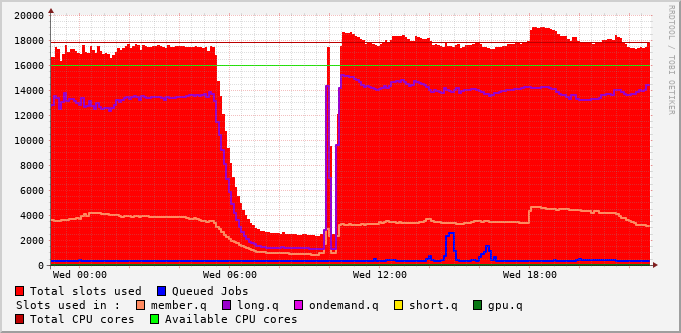 20000
18000
16000
14000
12000
10000
8000
6000
4000
2000
0
Wed 00:00 Wed 06:00 Wed 12:00 Wed 18:00
RRDTOOL / TOBI OETIKER
Total slots used Queued Jobs
Slots used in : member.q long.q ondemand.q short.q gpu.q
Total CPU cores Available CPU cores